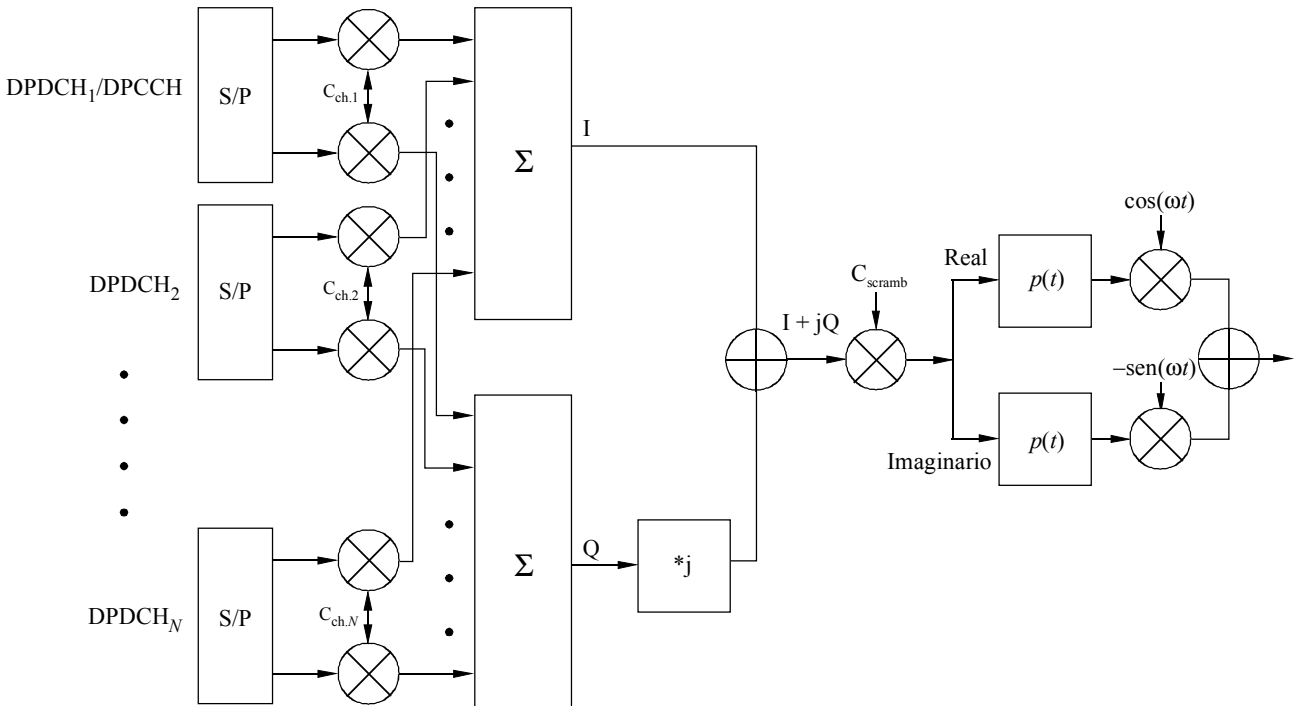 DPDCH1/DPCCH
S/P
Cch.1
Σ
I
DPDCH2
S/P
Cch.2
cos(ωt)
Real
p(t)
Cscramb
I + jQ
–sen(ωt)
p(t)
Imaginario
DPDCHN
S/P
Cch.N
Σ
Q
*j